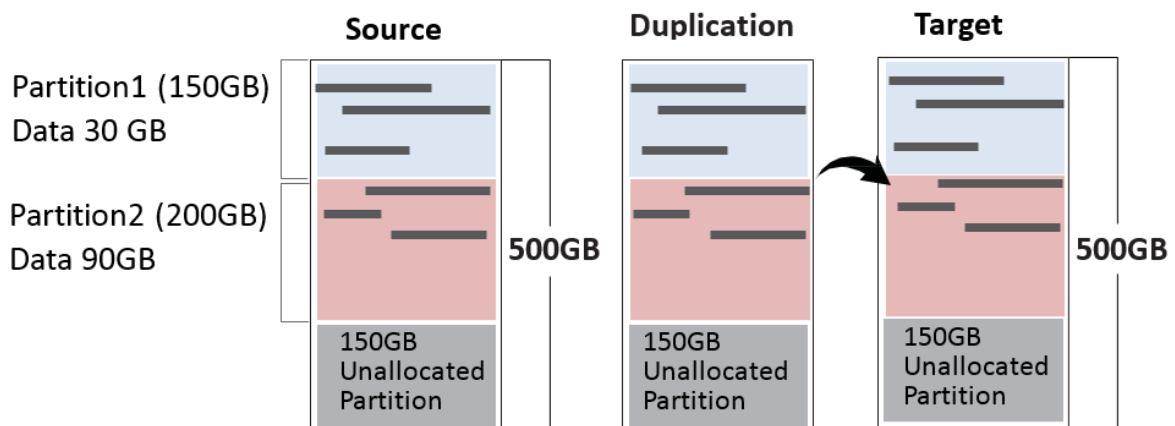 Source
Duplication
Target
Partition1 (150GB)
Data 30 GB
Partition2 (200GB)
Data 90GB
500GB
500GB
150GB
Unallocated
Partition
150GB
Unallocated
Partition
150GB
Unallocated
Partition